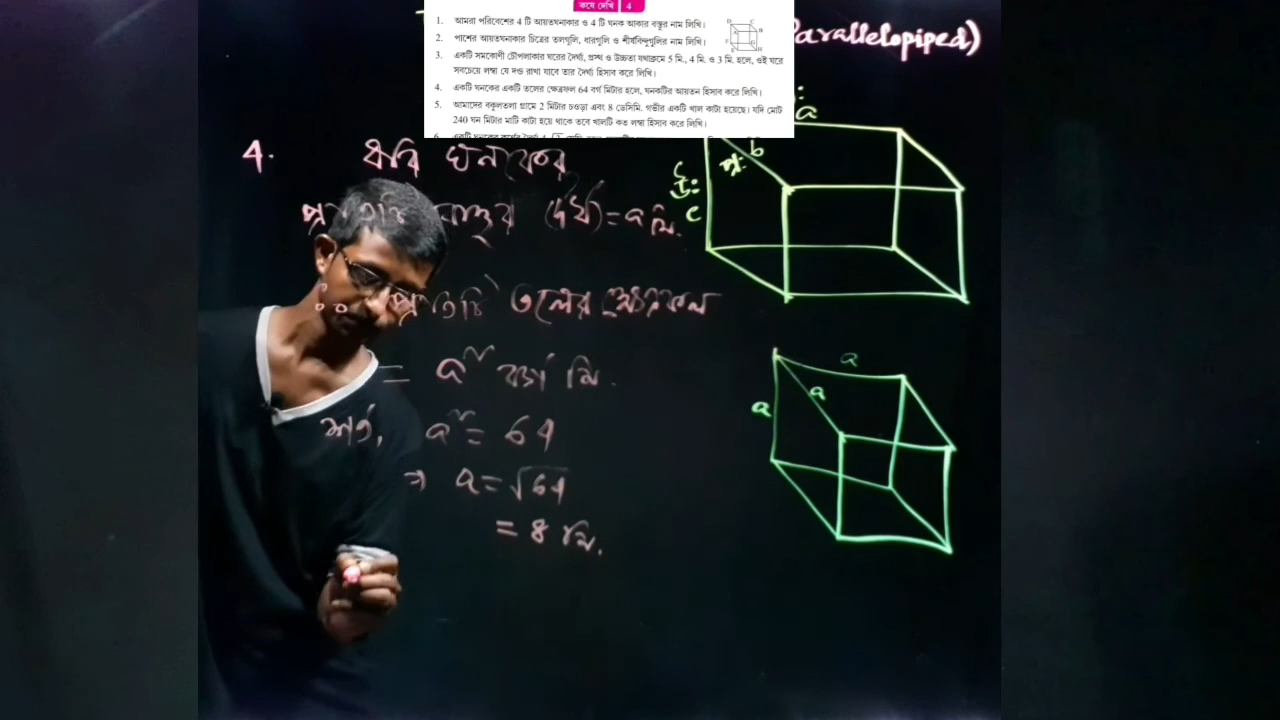 কষে দেখি 4
1. আমরা পরিবেশের 4 টি আয়তঘনাকার ও 4 টি ঘনক আকার বস্তুর নাম লিখি।
2. পাশের আয়তঘনাকার চিত্রের তলগুলি, ধারগুলি ও শীর্ষবিন্দুগুলির নাম লিখি।
3. একটি সমকোণী চৌপলাকার ঘরের দৈর্ঘ্য, প্রস্থ ও উচ্চতা যথাক্রমে 5 মি., 4 মি. ও 3 মি. হলে, ওই ঘরে
সবচেয়ে লম্বা যে দণ্ড রাখা যাবে তার দৈর্ঘ্য হিসাব করে লিখি।
4. একটি ঘনকের একটি তলের ক্ষেত্রফল 64 বর্গ মিটার হলে, ঘনকটির আয়তন হিসাব করে লিখি।
5. আমাদের বকুলতলা গ্রামে 2 মিটার চওড়া এবং 8 ডেসিমি. গভীর একটি খাল কাটা হয়েছে। যদি মোট
240 ঘন মিটার মাটি কাটা হয়ে থাকে তবে খালটি কত লম্বা হিসাব করে লিখি।
D C
A B
F G
E H
Parallelopiped)
a
b
প্র:
উ:
c
4. ধরি ঘনকের
বাহুর দৈর্ঘ্য = a মি.
প্রতিটি তলের ক্ষেত্রফল
= a² বর্গ মি.
শর্ত, a² = 64
⇒ a = √64
= 8 মি.
a
a
a